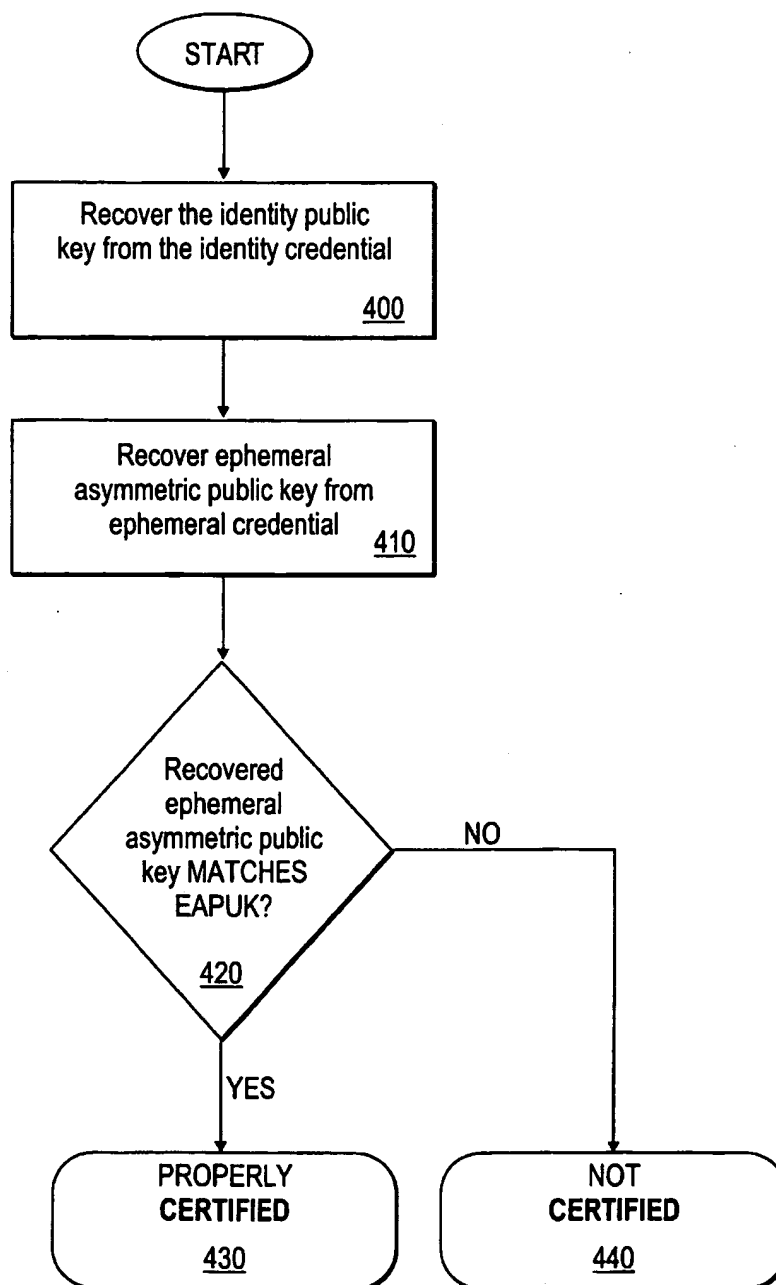 START
Recover the identity public
key from the identity credential
400
Recover ephemeral
asymmetric public key from
ephemeral credential
410
Recovered
ephemeral
asymmetric public
key MATCHES
EAPUK?
420
NO
YES
PROPERLY
CERTIFIED
430
NOT
CERTIFIED
440